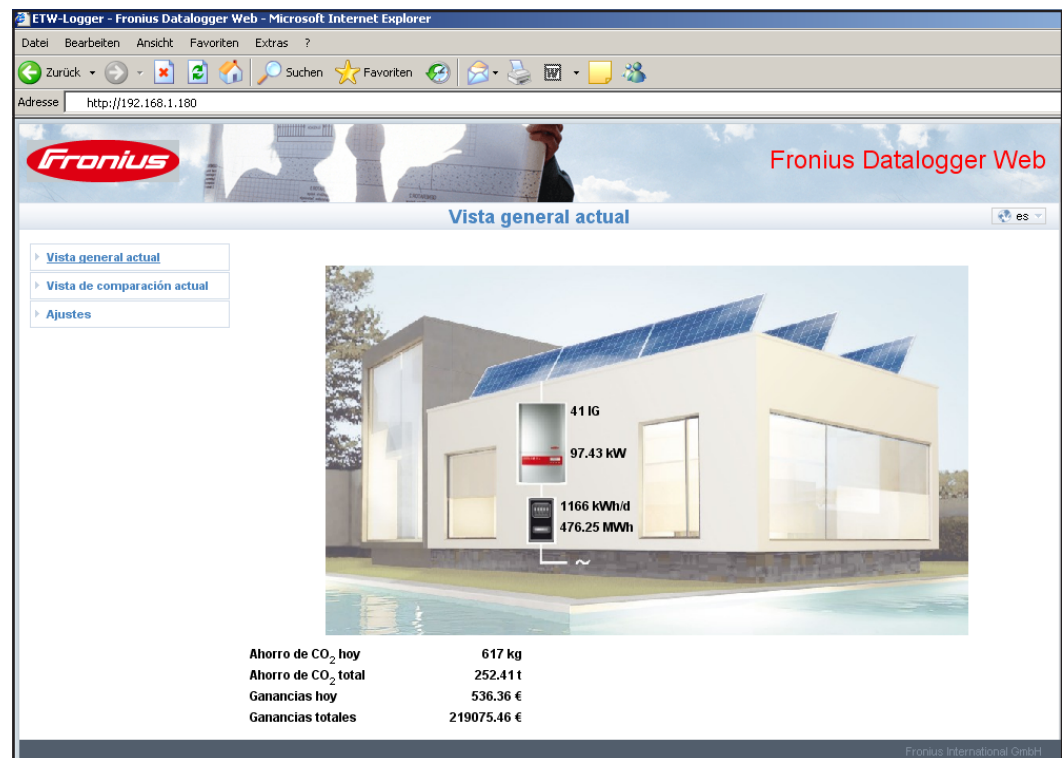 ETW-Logger - Fronius Datalogger Web - Microsoft Internet Explorer
Datei Bearbeiten Ansicht Favoriten Extras ?
Zurück Suchen Favoriten
Adresse http://192.168.1.180
Fronius
Fronius Datalogger Web
Vista general actual
es
Vista general actual
Vista de comparación actual
Ajustes
41 IG
97.43 kW
1166 kWh/d
476.25 MWh
~
Ahorro de CO2 hoy 617 kg
Ahorro de CO2 total 252.41 t
Ganancias hoy 536.36 €
Ganancias totales 219075.46 €
Fronius International GmbH